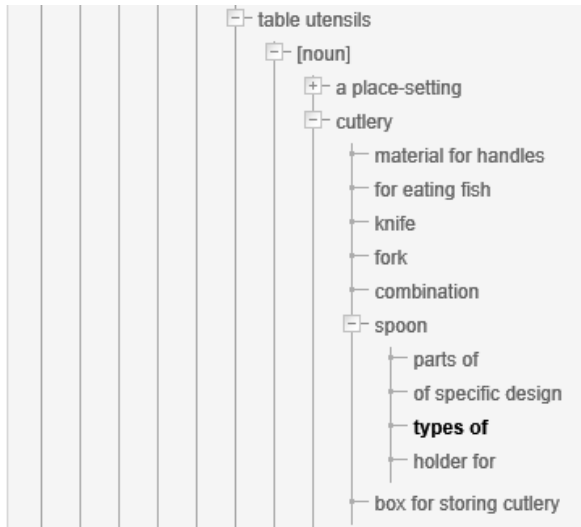 table utensils
[noun]
a place-setting
cutlery
material for handles
for eating fish
knife
fork
combination
spoon
parts of
of specific design
types of
holder for
box for storing cutlery